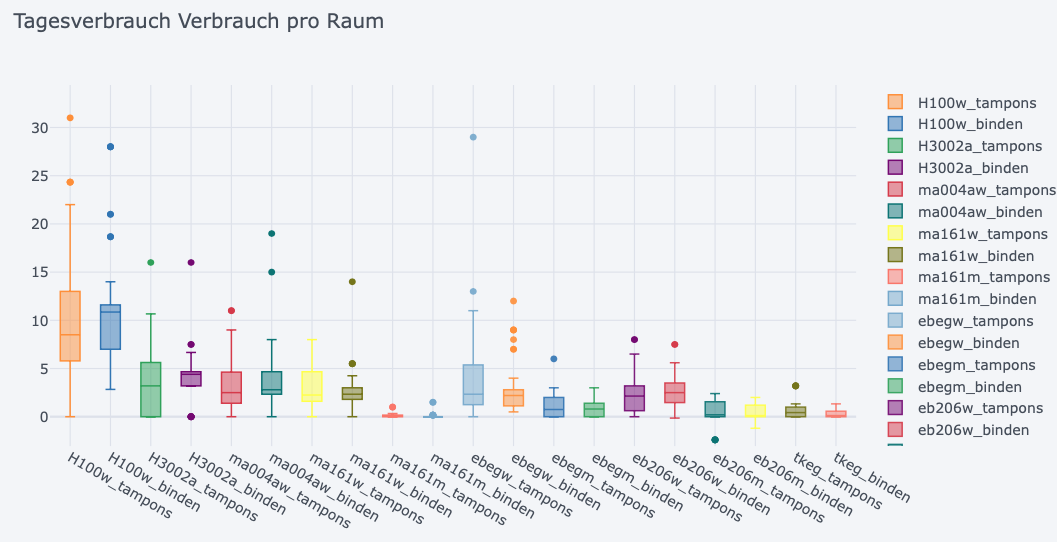 Tagesverbrauch Verbrauch pro Raum
30
25
20
15
10
5
0
H100w_tampons
H100w_binden
H3002a_tampons
H3002a_binden
ma004aw_tampons
ma004aw_binden
ma161w_tampons
ma161w_binden
ma161m_tampons
ma161m_binden
ebegw_tampons
ebegw_binden
ebegm_tampons
ebegm_binden
eb206w_tampons
eb206w_binden
eb206m_tampons
eb206m_binden
tkeg_tampons
tkeg_binden
H100w_tampons
H100w_binden
H3002a_tampons
H3002a_binden
ma004aw_tampons
ma004aw_binden
ma161w_tampons
ma161w_binden
ma161m_tampons
ma161m_binden
ebegw_tampons
ebegw_binden
ebegm_tampons
ebegm_binden
eb206w_tampons
eb206w_binden